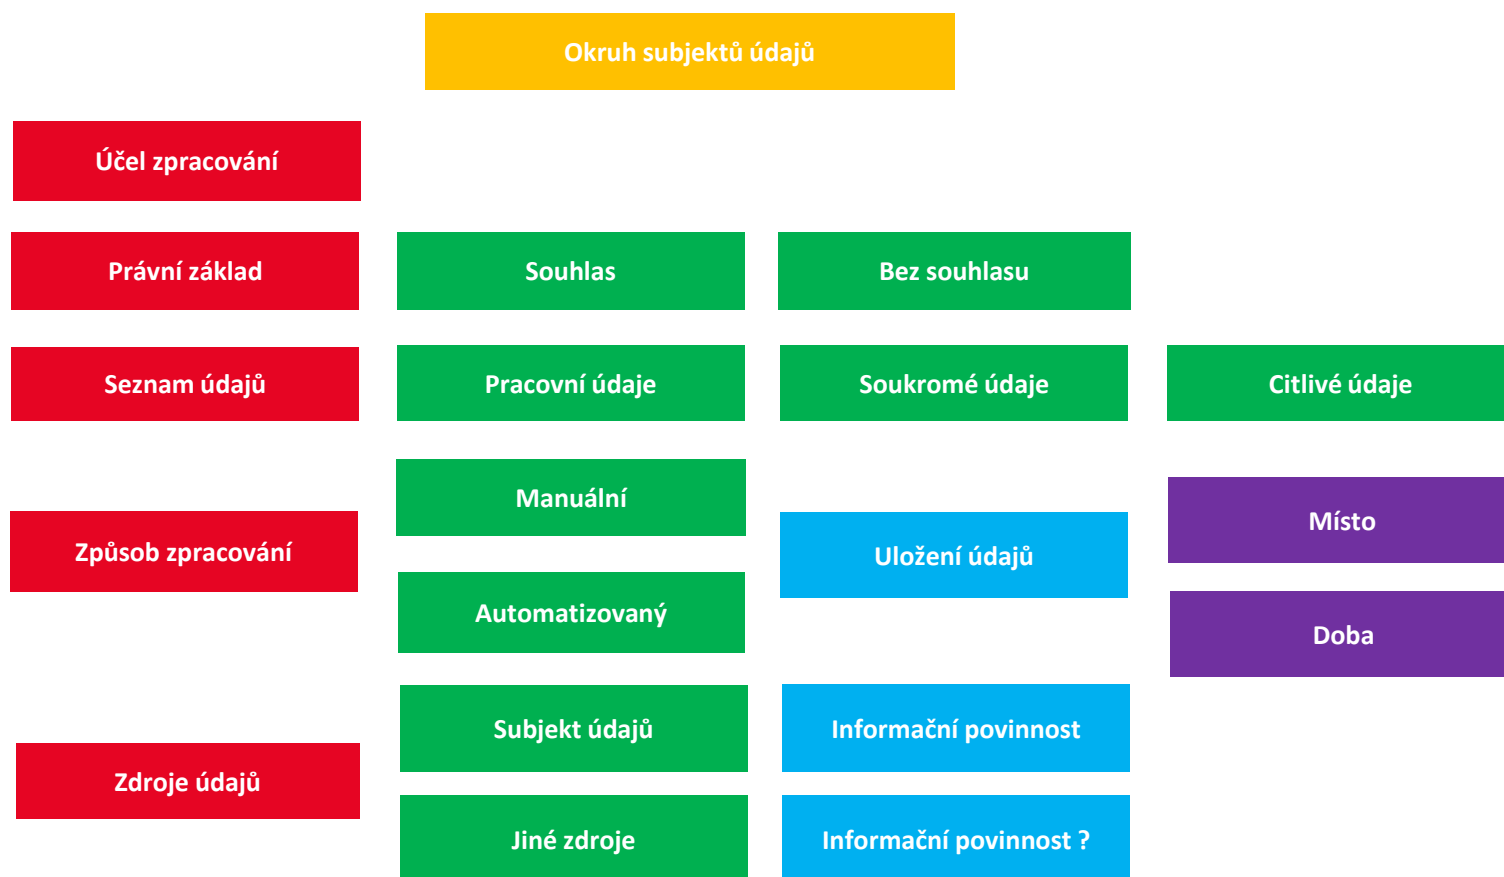 Okruh subjektů údajů
Účel zpracování
Právní základ
Souhlas
Bez souhlasu
Seznam údajů
Pracovní údaje
Soukromé údaje
Citlivé údaje
Způsob zpracování
Manuální
Automatizovaný
Uložení údajů
Místo
Doba
Zdroje údajů
Subjekt údajů
Informační povinnost
Jiné zdroje
Informační povinnost ?